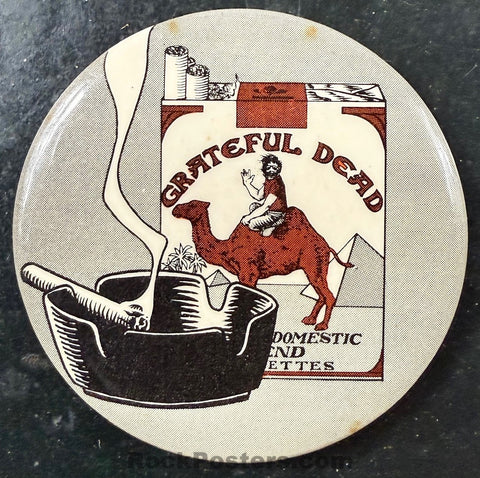 GRATEFUL DEAD
DOMESTIC
END
ETTES
RockPosters.com